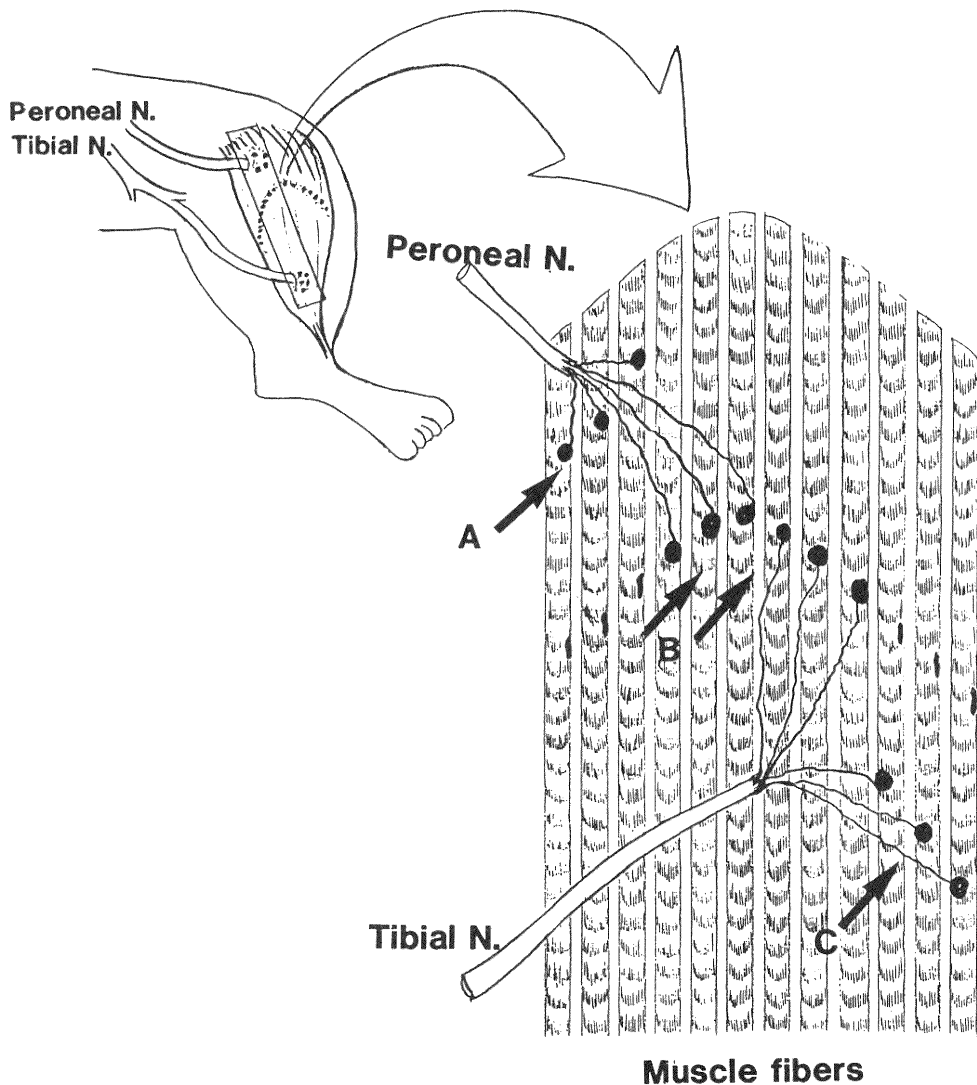 Peroneal N.
Tibial N.
Peroneal N.
A
B
Tibial N.
C
Muscle fibers